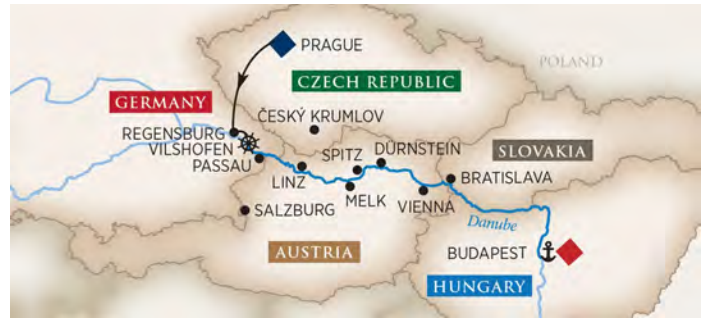 PRAGUE
POLAND
CZECH REPUBLIC
GERMANY
ČESKÝ KRUMLOV
REGENSBURG
VILSHOFEN
PASSAU
LINZ
SPITZ
DÜRNSTEIN
SLOVAKIA
BRATISLAVA
MELK
VIENNA
SALZBURG
Danube
AUSTRIA
BUDAPEST
HUNGARY